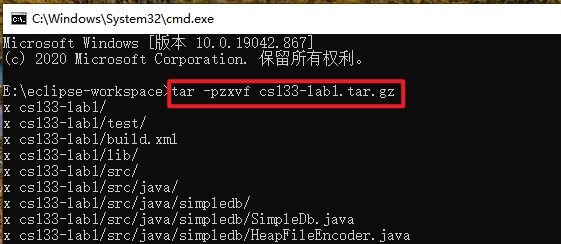 C:\Windows\System32\cmd.exe
Microsoft Windows [版本 10.0.19042.867]
(c) 2020 Microsoft Corporation. 保留所有权利。
E:\eclipse-workspace>tar -pzxvf cs133-lab1.tar.gz
x cs133-lab1/
x cs133-lab1/test/
x cs133-lab1/build.xml
x cs133-lab1/lib/
x cs133-lab1/src/
x cs133-lab1/src/java/
x cs133-lab1/src/java/simpledb/
x cs133-lab1/src/java/simpledb/SimpleDb.java
x cs133-lab1/src/java/simpledb/HeapFileEncoder.java